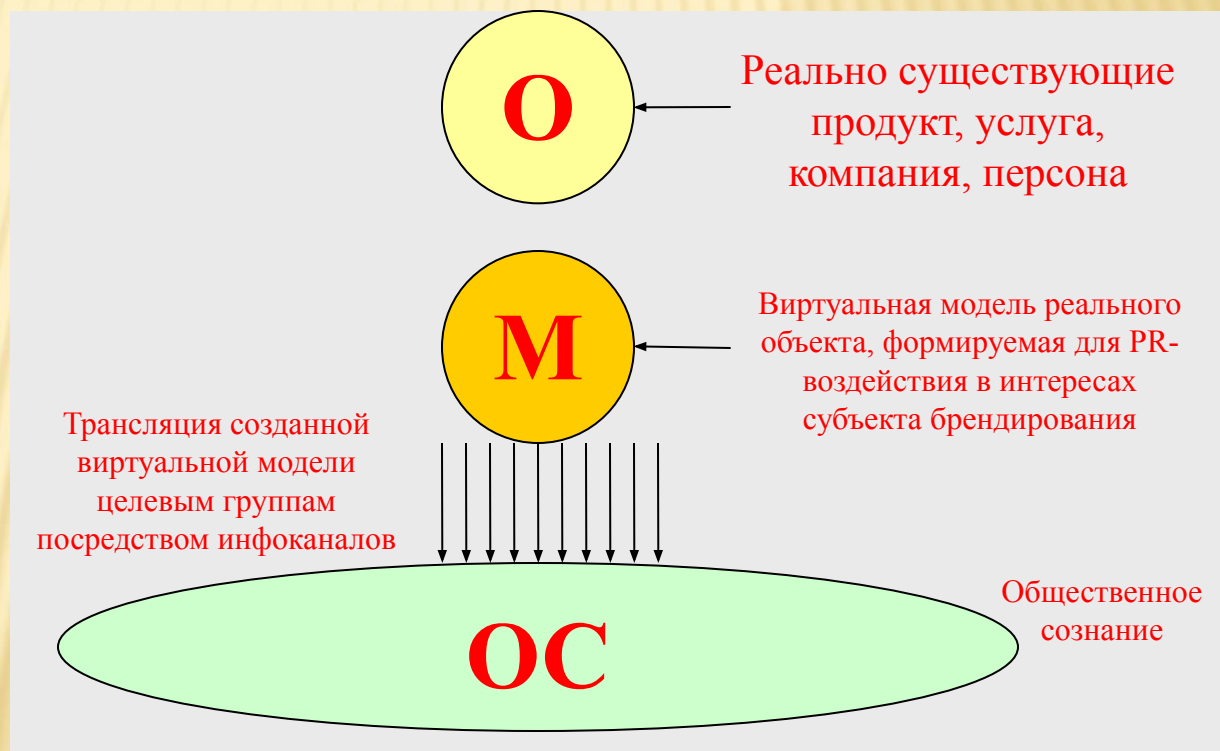 О
Реально существующие
продукт, услуга,
компания, персона
М
Виртуальная модель реального
объекта, формируемая для PR-
воздействия в интересах
субъекта брендирования
Трансляция созданной
виртуальной модели
целевым группам
посредством инфоканалов
ОС
Общественное
сознание